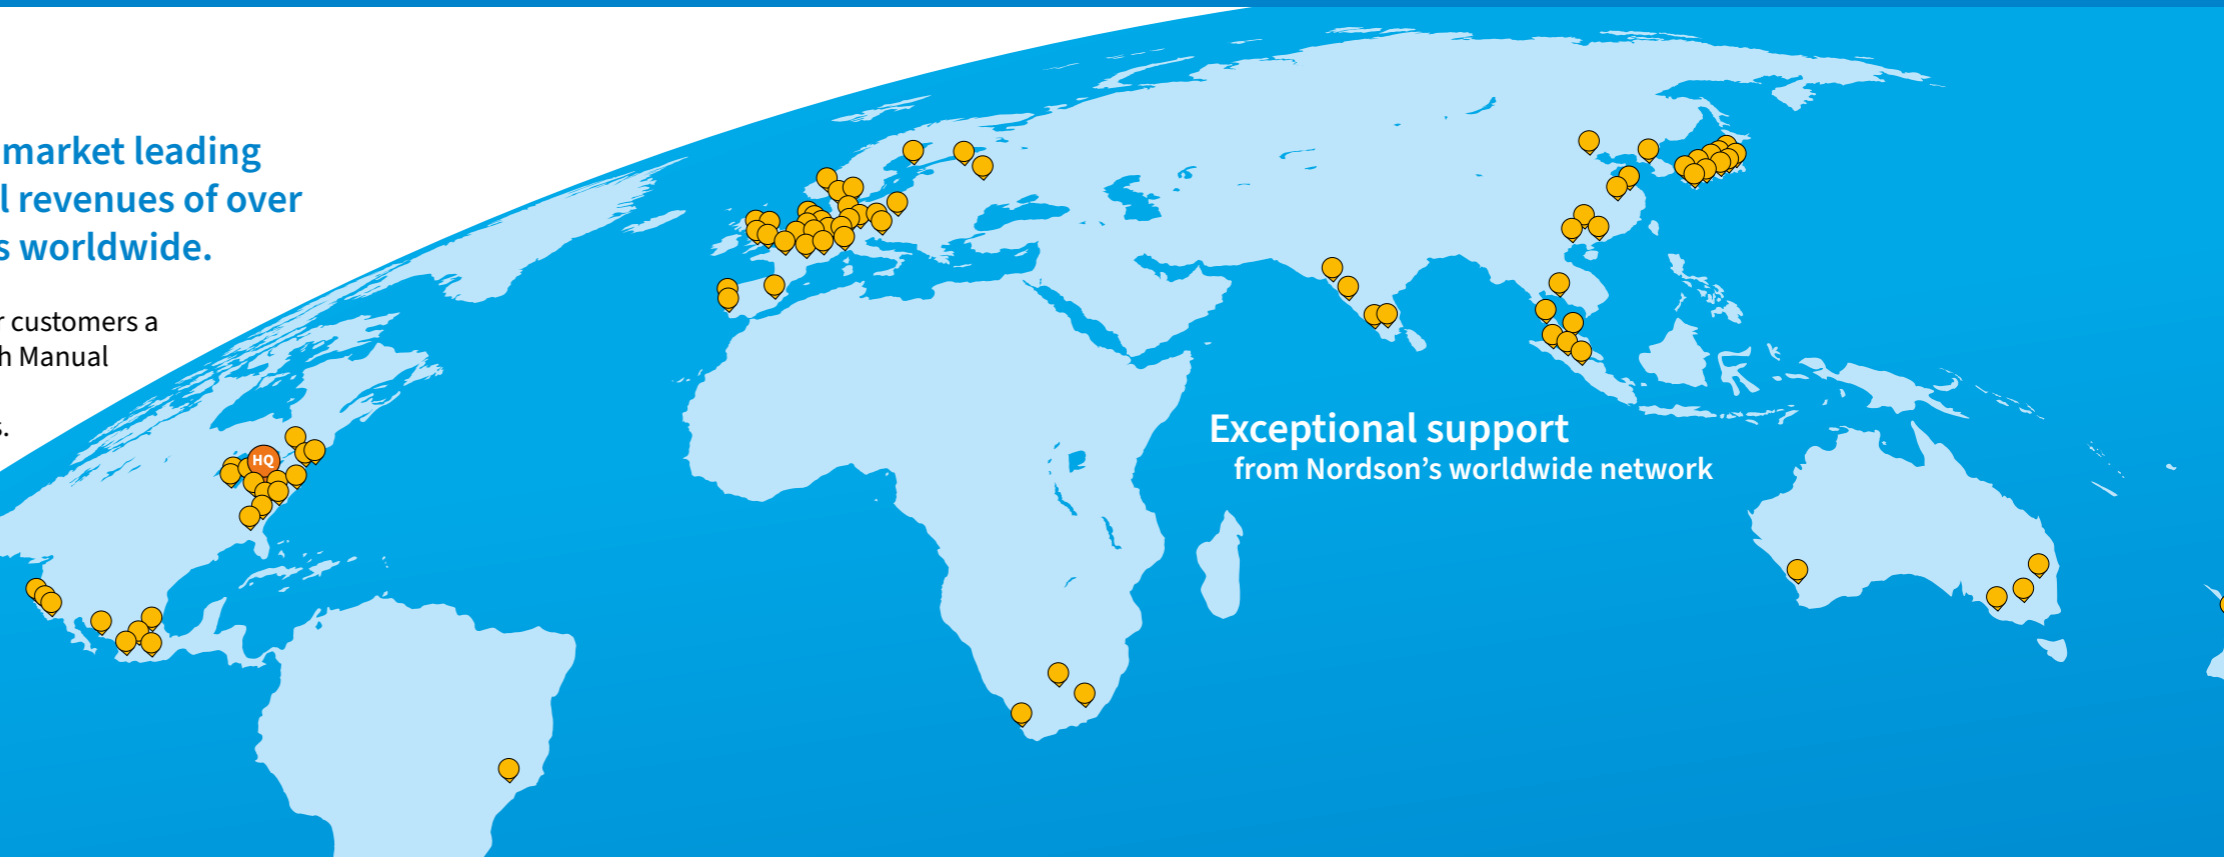 market leading
l revenues of over
s worldwide.
r customers a
h Manual
s.
HQ
Exceptional support
from Nordson’s worldwide network